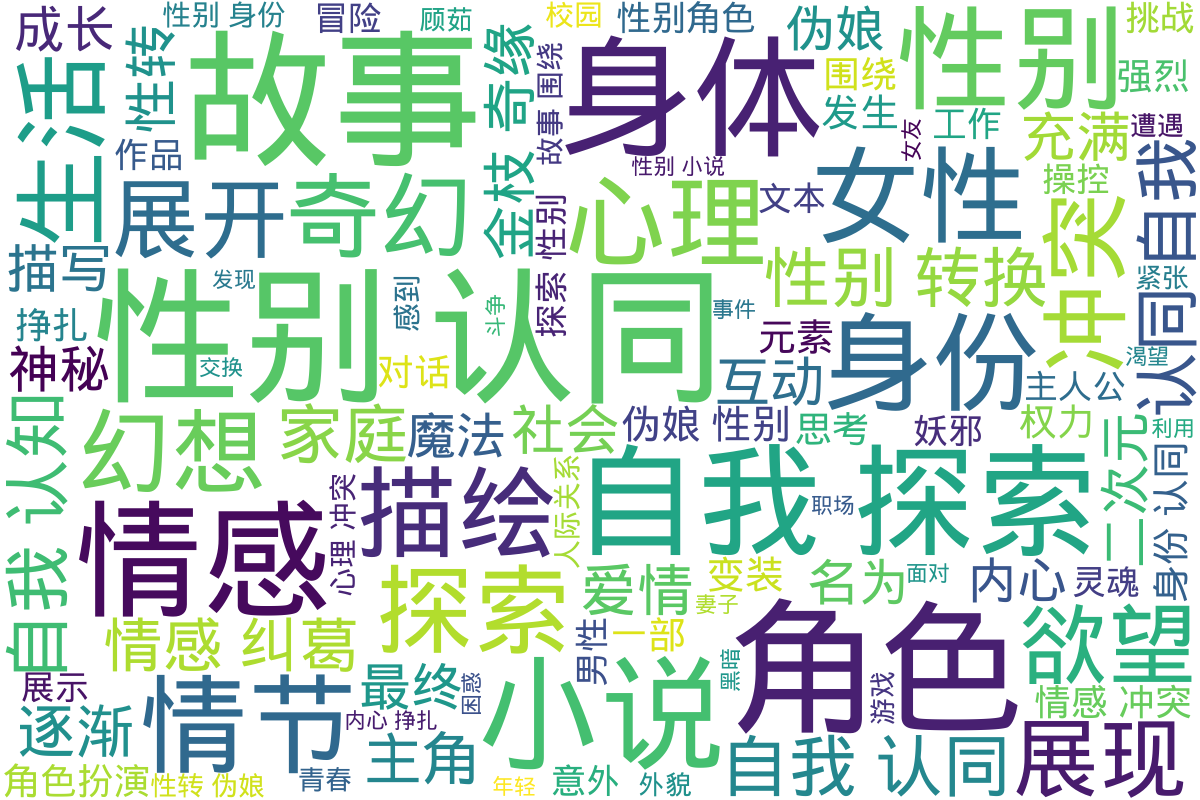 成长
性转
性别 身份
冒险
顾茹
奇缘
校园
性别角色
伪娘
性别
挑战
生活
故事
故事 围绕
身体
围绕
强烈
发生
工作
女友
充满
遭遇
作品
展开
奇幻
金枝
性别
性别 小说
心理
文本
女性
操控
冲突
认同 自我
描写
发现
感到
斗争
探索
事件
性别 转换
紧张
挣扎
神秘
性别 认同
交换
对话
元素
互动
身份
主人公
渴望
自我 认知
幻想
家庭
魔法
社会
伪娘 性别
思考
妖邪
权力
二次元
利用
身份 认同
情感
心理 冲突
描绘
人际关系
自我 探索
职场
探索
爱情
变装
妻子
名为
面对
内心
灵魂
欲望
情感 纠葛
男性
一部
黑暗
角色
游戏
展示
情节
最终
困惑
小说
情感 冲突
逐渐
内心 挣扎
主角
自我 认同
展现
角色扮演
性转 伪娘
青春
年轻
意外
外貌